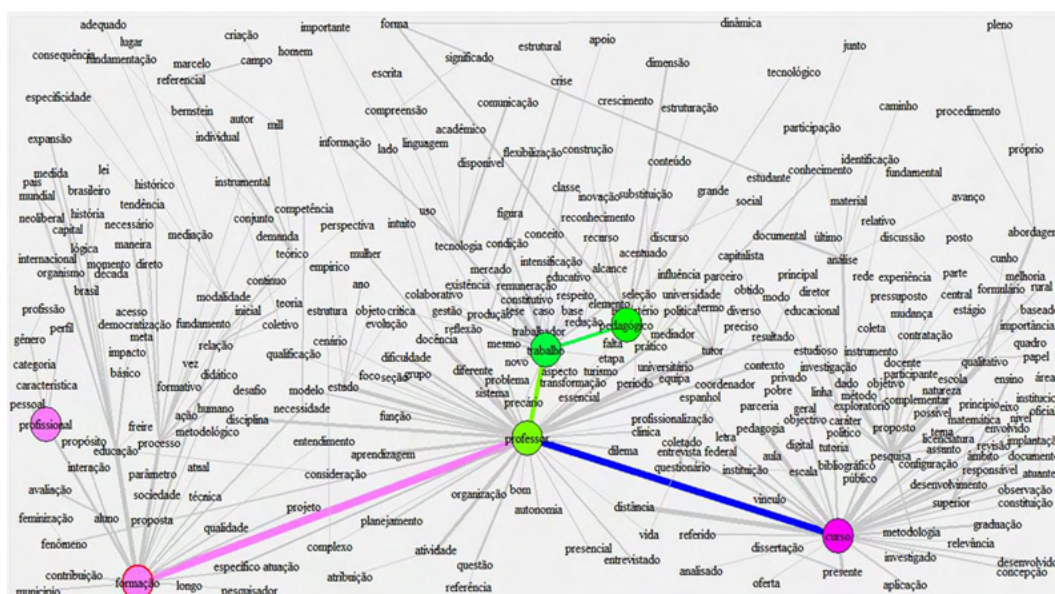 adequado
lugar
criação
importante
forma
dinâmica
pleno
consequência
fundamentação
marcelo
campo
homem
significado
estrutural
apoio
junto
referencial
escrita
crise
dimensão
tecnológico
especificidade
bernstein
autor
mill
compreensão
comunicação
crescimento
estruturação
caminho
procedimento
expansão
individual
informação
lado
linguagem
acadêmico
flexibilização
construção
participação
próprio
medida
lei
disponível
conteúdo
estudante
conhecimento
identificação
fundamental
país
mundial
brasileiro
histórico
instrumental
classe
inovação
substituição
grande
neoliberal
história
tendência
competência
intuito
uso
figura
reconhecimento
social
material
avanço
capital
necessário
conjunto
perspectiva
conceito
relativo
lógica
maneira
mediação
demanda
tecnologia
condição
recurso
discurso
documental
último
discussão
posto
abordagem
internacional
momento
direto
teórico
mulher
intensificação
acentuado
capitalista
análise
cunho
organismo
década
empírico
mercado
educativo
alcance
influência
parceiro
principal
rede
experiência
parte
melhoria
brasil
contínuo
ano
existência
remuneração
obtido
diretor
pressuposto
central
formulário
rural
profissão
acesso
modalidade
teoria
colaborativo
constitutivo
respeito
elemento
seleção
universidade
modo
mudança
estágio
baseado
perfil
democratização
fundamento
inicial
estrutura
objeto
crítica
gestão
produção
tese
caso
base
política
termo
diverso
educacional
importância
meta
coletivo
evolução
reflexão
trabalhador
redução
pedagógico
mediador
preciso
coleta
contratação
gênero
impacto
vez
relação
cenário
docência
mesmo
trabalho
falta
prático
tutor
resultado
estudioso
instrumento
quadro
categoria
básico
didático
qualificação
dificuldade
novo
etapa
contexto
investigação
docente
qualitativo
papel
característica
formativo
desafio
modelo
estudo
foco
seção
grupo
diferente
problema
aspecto
turismo
universitário
privado
participante
escola
ensino
área
pessoal
humano
necessidade
sistema
transformação
período
equipa
coordenador
pobre
dado
objetivo
natureza
profissional
freire
ação
disciplina
função
precário
essencial
espanhol
linha
método
complementar
princípio
eixo
metodológico
parceria
geral
exploratório
possível
matemática
nível
propósito
processo
entendimento
professor
profissionalização
objetivo
caráter
proposto
tema
envolvido
educação
clínica
letra
pedagogia
político
licenciatura
revisão
interação
atual
aprendizagem
dilema
coletado
entrevista
federal
digital
tutoria
pesquisa
assunto
âmbito
documento
parâmetro
consideração
questionário
aula
bibliográfico
configuração
responsável
avaliação
sociedade
técnica
instituição
escala
público
desenvolvimento
atuante
feminização
aluno
proposta
projeto
organização
bom
autonomia
vínculo
superior
observação
constituição
qualidade
planejamento
distância
fenômeno
complexo
vida
referido
curso
metodologia
graduação
específico
atuação
atividade
presencial
entrevistado
dissertação
investigado
relevância
contribuição
formação
longo
atribuição
questão
analisado
presente
desenvolvido
concepção
município
pesquisador
referência
oferta
aplicação